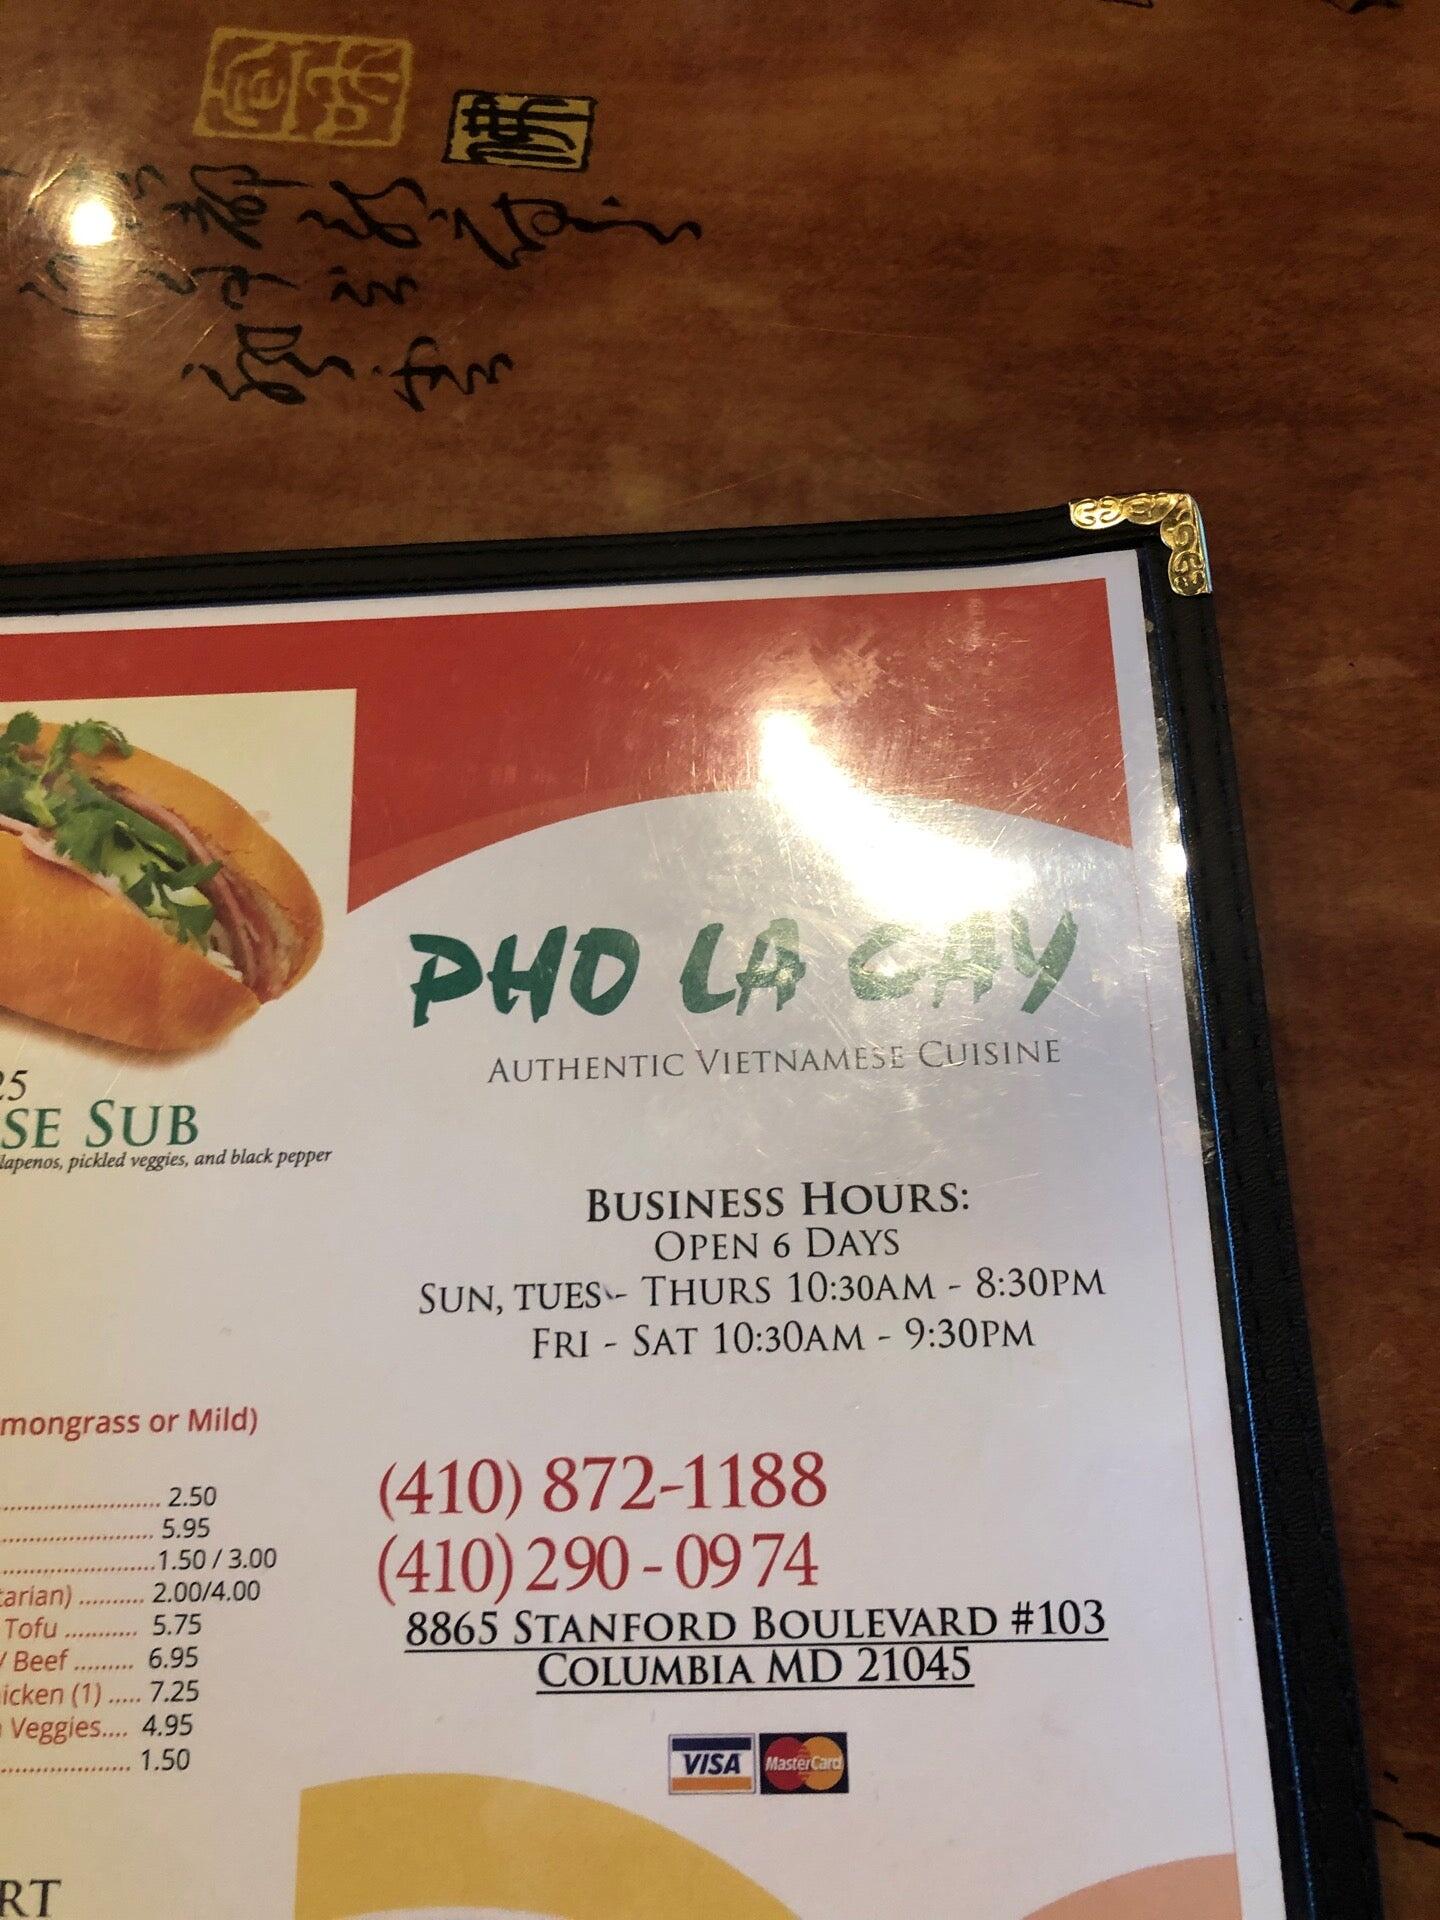 PHO LA CAY
AUTHENTIC VIETNAMESE CUISINE
25
SE SUB
lapenos, pickled veggies, and black pepper
BUSINESS HOURS:
OPEN 6 DAYS
SUN, TUES - THURS 10:30AM - 8:30PM
FRI - SAT 10:30AM - 9:30PM
mongrass or Mild)
2.50
5.95
1.50 / 3.00
tarian) .......... 2.00/4.00
Tofu ........... 5.75
/ Beef ......... 6.95
icken (1) ..... 7.25
Veggies.... 4.95
1.50
RT
(410) 872-1188
(410) 290 - 0974
8865 STANFORD BOULEVARD #103
COLUMBIA MD 21045
VISA MasterCard